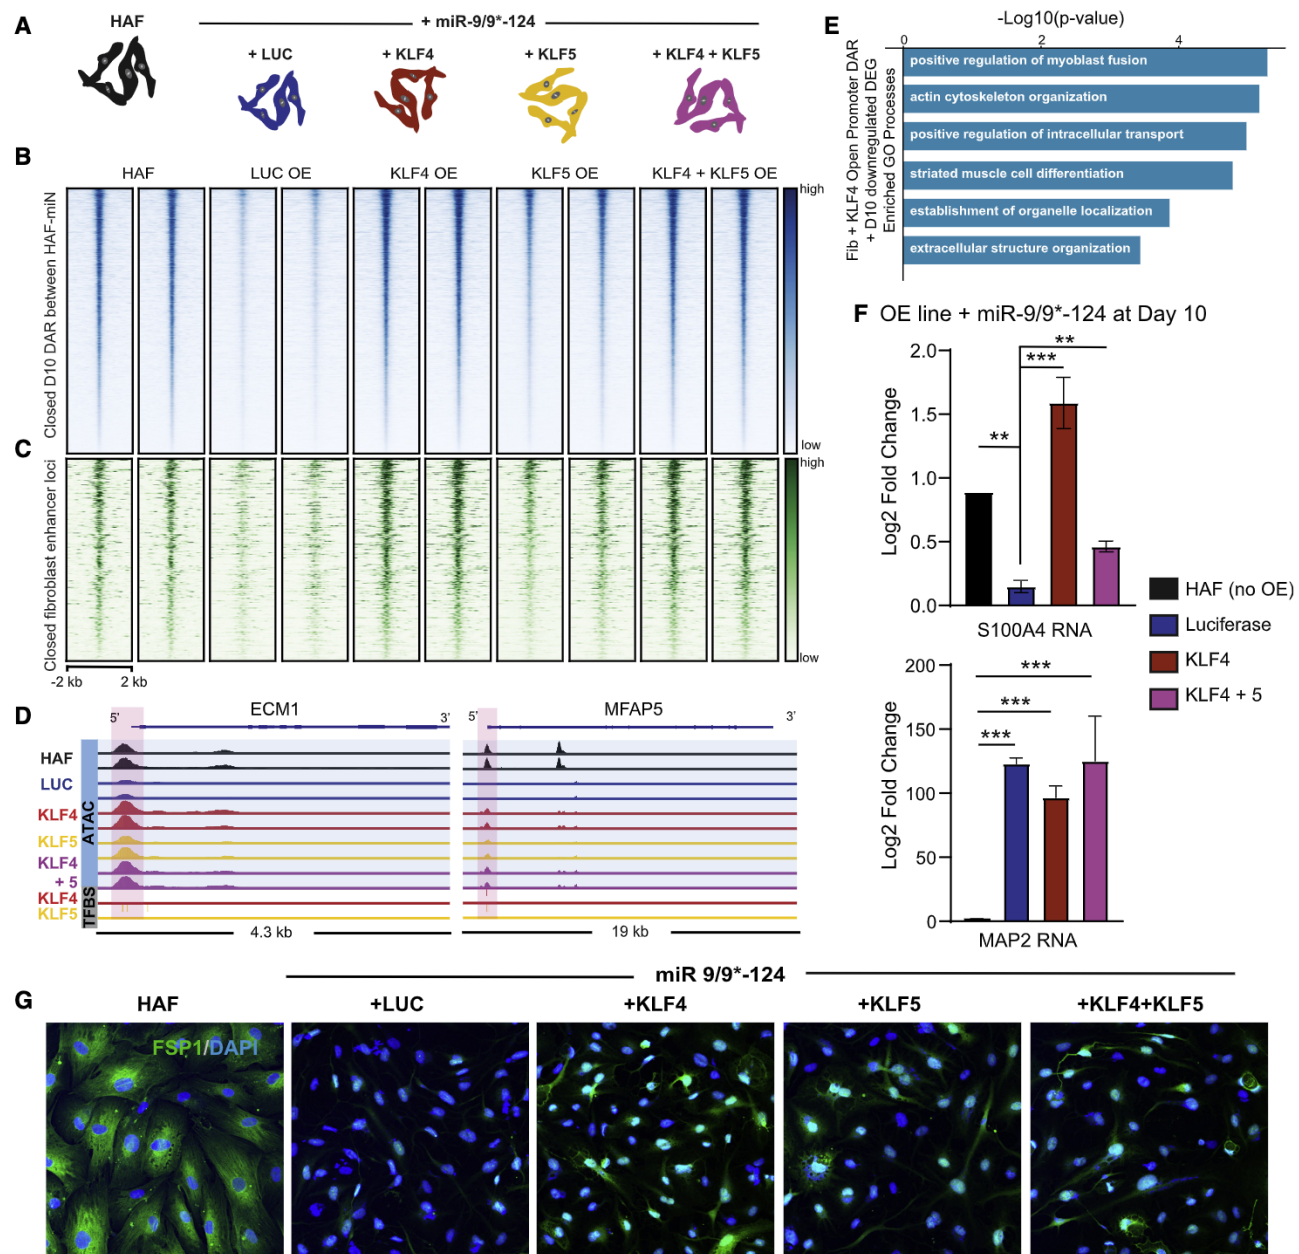 A
HAF
+ miR-9/9*-124
+ LUC
+ KLF4
+ KLF5
+ KLF4 + KLF5
B
HAF
LUC OE
KLF4 OE
KLF5 OE
KLF4 + KLF5 OE
Closed D10 DAR between HAF-miN
high
low
C
Closed fibroblast enhancer loci
high
low
-2 kb
2 kb
D
5'
ECM1
3'
5'
MFAP5
3'
HAF
LUC
KLF4
KLF5
KLF4
+ 5
KLF4
KLF5
ATAC
TFBS
4.3 kb
19 kb
E
-Log10(p-value)
0
2
4
Fib + KLF4 Open Promoter DAR
+ D10 downregulated DEG
Enriched GO Processes
positive regulation of myoblast fusion
actin cytoskeleton organization
positive regulation of intracellular transport
striated muscle cell differentiation
establishment of organelle localization
extracellular structure organization
F
OE line + miR-9/9*-124 at Day 10
Log2 Fold Change
2.0
1.5
1.0
0.5
0.0
**
***
**
S100A4 RNA
Log2 Fold Change
200
150
100
50
0
***
***
***
MAP2 RNA
HAF (no OE)
Luciferase
KLF4
KLF4 + 5
G
miR 9/9*-124
HAF
+LUC
+KLF4
+KLF5
+KLF4+KLF5
FSP1/DAPI